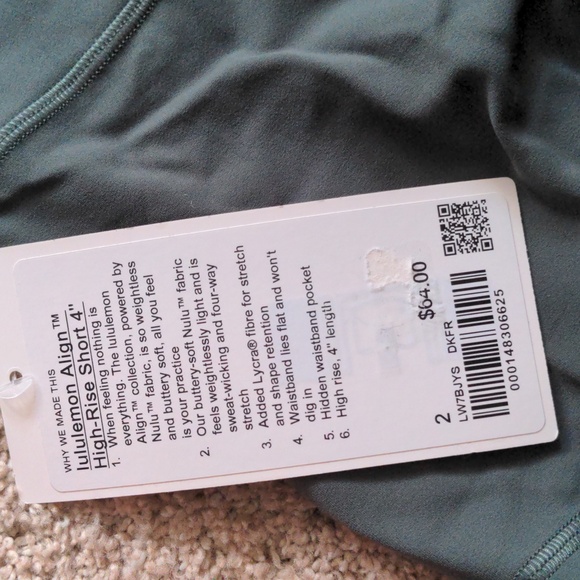 WHY WE MADE THIS
lululemon Align™
High-Rise Short 4"
1. When feeling nothing is
everything. The lululemon
Align™ collection, powered by
Nulu™ fabric, is so weightless
and buttery soft, all you feel
is your practice
2. Our buttery-soft Nulu™ fabric
feels weightlessly light and is
sweat-wicking and four-way
stretch
3. Added Lycra® fibre for stretch
and shape retention
4. Waistband lies flat and won't
dig in
5. Hidden waistband pocket
6. High rise, 4" length
$64.00
2
LW7BJYS DKFR
000148306625